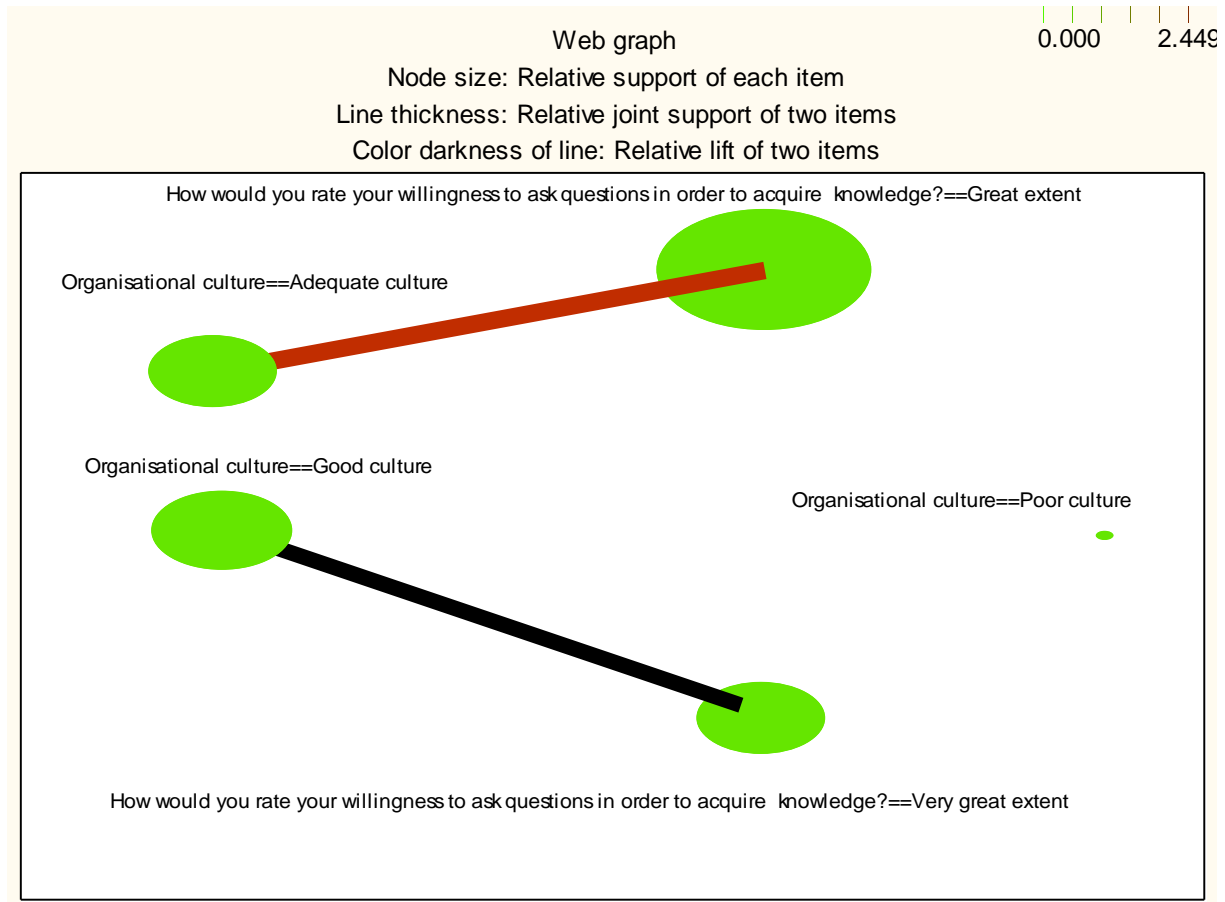 0.000 2.449
Web graph
Node size: Relative support of each item
Line thickness: Relative joint support of two items
Color darkness of line: Relative lift of two items
How would you rate your willingness to ask questions in order to acquire knowledge?==Great extent
Organisational culture==Adequate culture
Organisational culture==Good culture
Organisational culture==Poor culture
How would you rate your willingness to ask questions in order to acquire knowledge?==Very great extent